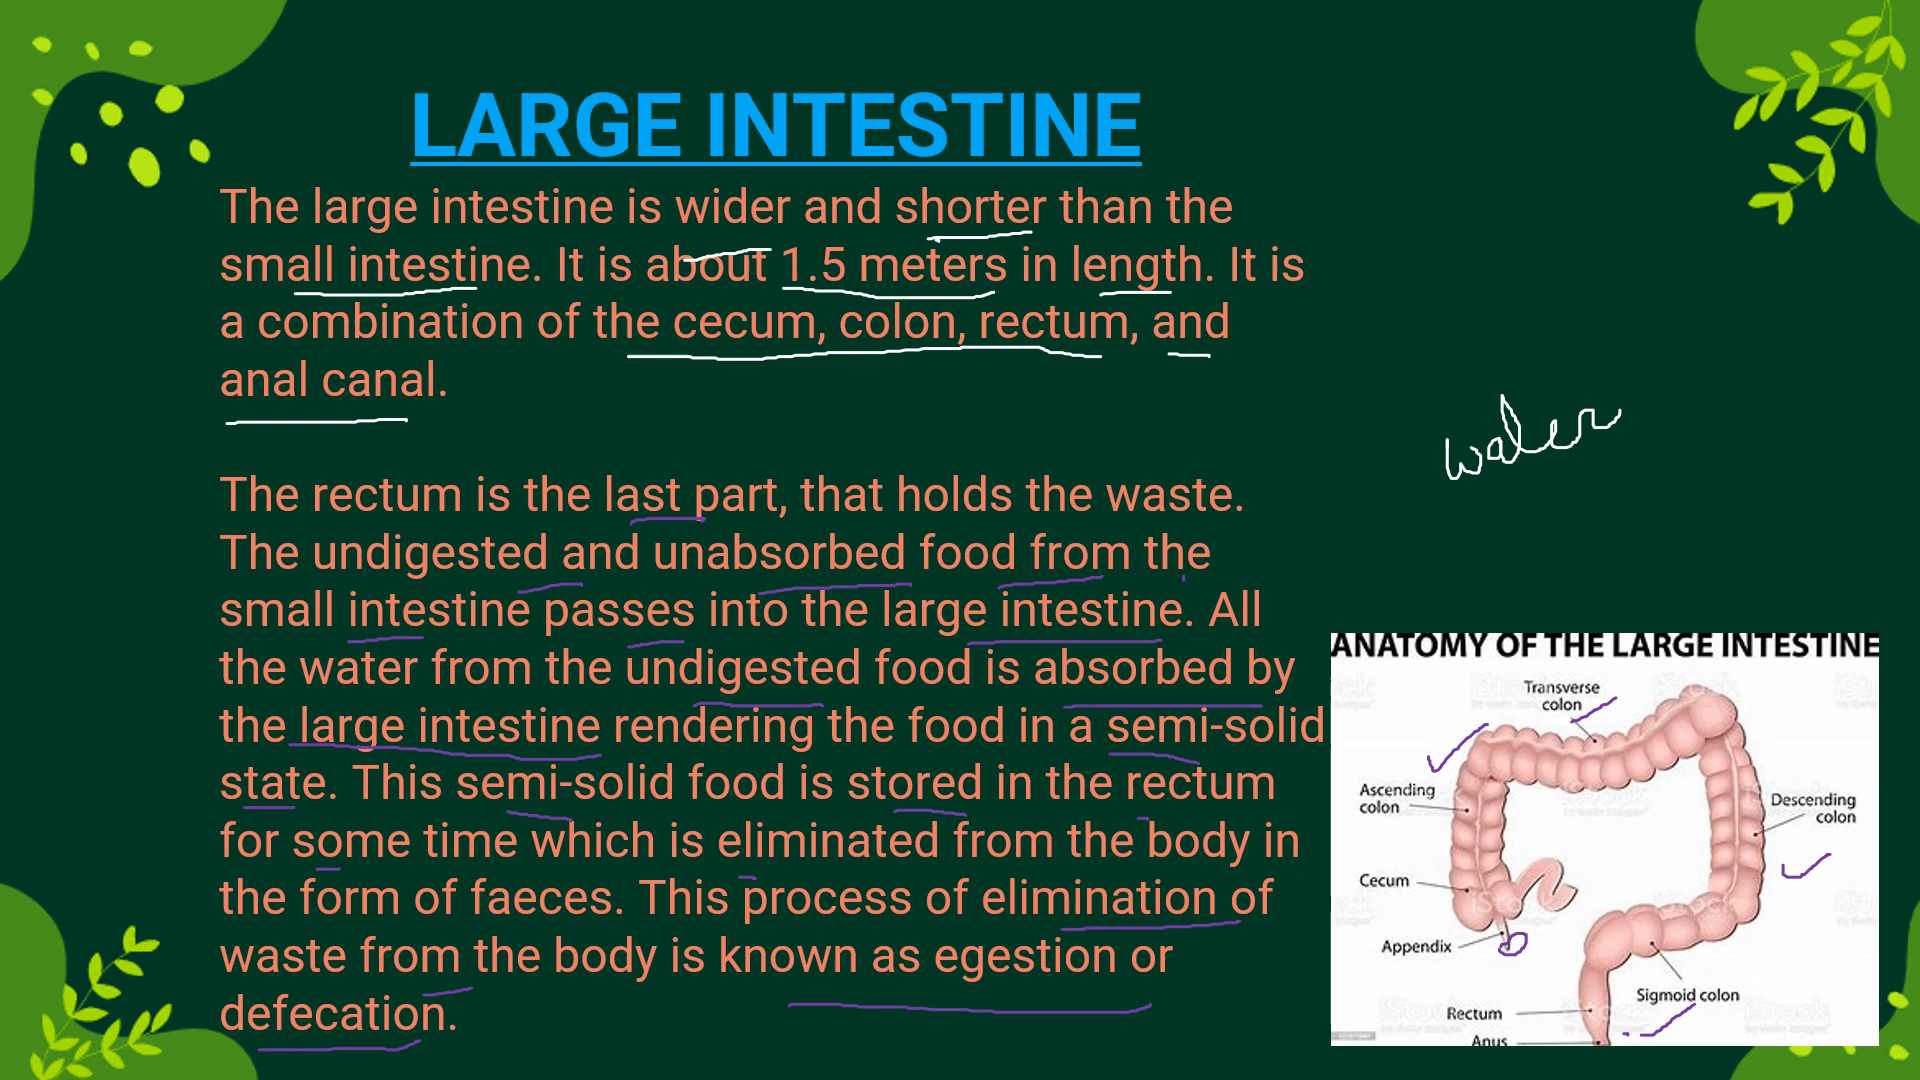 LARGE INTESTINE
The large intestine is wider and shorter than the
small intestine. It is about 1.5 meters in length. It is
a combination of the cecum, colon, rectum, and
anal canal.
water
The rectum is the last part, that holds the waste.
The undigested and unabsorbed food from the
small intestine passes into the large intestine. All
the water from the undigested food is absorbed by
the large intestine rendering the food in a semi-solid
state. This semi-solid food is stored in the rectum
for some time which is eliminated from the body in
the form of faeces. This process of elimination of
waste from the body is known as egestion or
defecation.
ANATOMY OF THE LARGE INTESTINE
Transverse
colon
Ascending
colon
Descending
colon
Cecum
Appendix
Sigmoid colon
Rectum
Anus